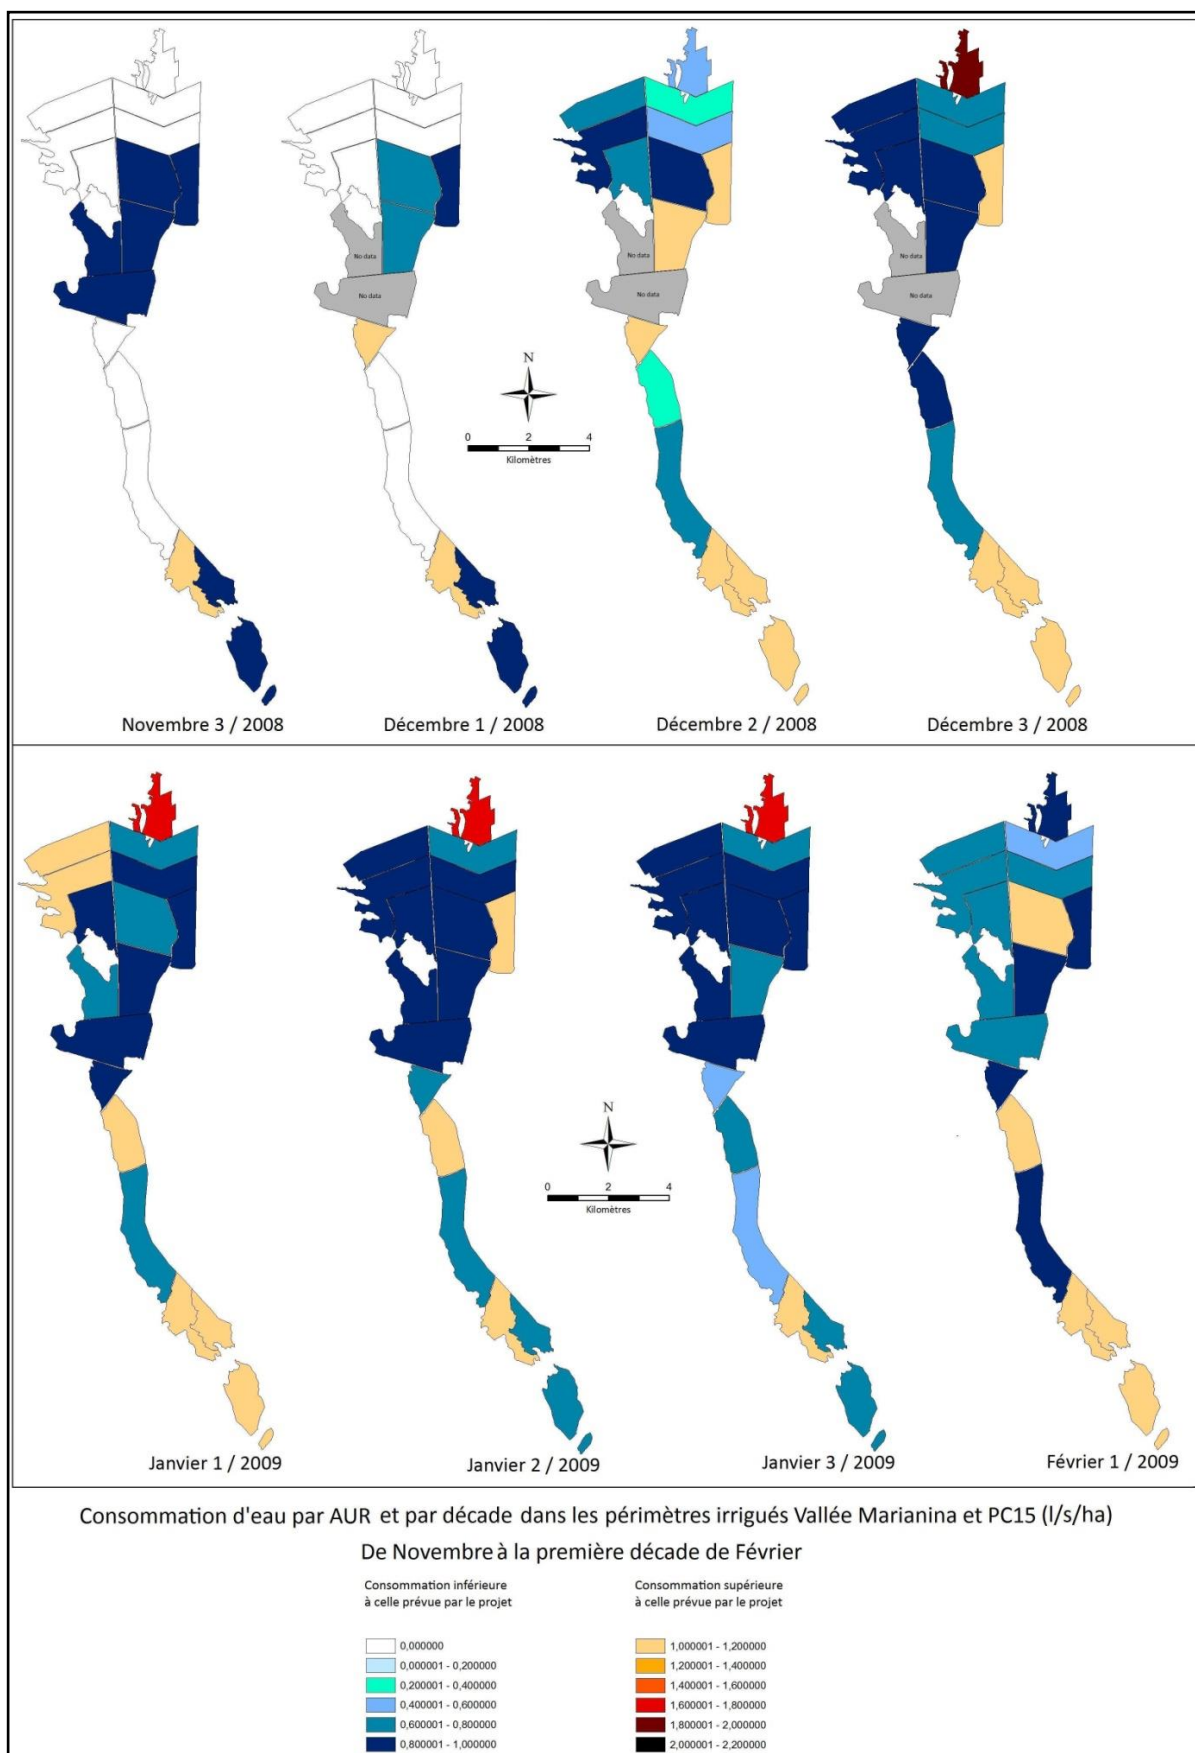 No data
No data
No data
No data
No data
No data
N
0 2 4
Kilomètres
Novembre 3 / 2008
Décembre 1 / 2008
Décembre 2 / 2008
Décembre 3 / 2008
N
0 2 4
Kilomètres
Janvier 1 / 2009
Janvier 2 / 2009
Janvier 3 / 2009
Février 1 / 2009
Consommation d'eau par AUR et par décade dans les périmètres irrigués Vallée Marianina et PC15 (l/s/ha)
De Novembre à la première décade de Février
Consommation inférieure
à celle prévue par le projet
0,000000
0,000001 - 0,200000
0,200001 - 0,400000
0,400001 - 0,600000
0,600001 - 0,800000
0,800001 - 1,000000
Consommation supérieure
à celle prévue par le projet
1,000001 - 1,200000
1,200001 - 1,400000
1,400001 - 1,600000
1,600001 - 1,800000
1,800001 - 2,000000
2,000001 - 2,200000